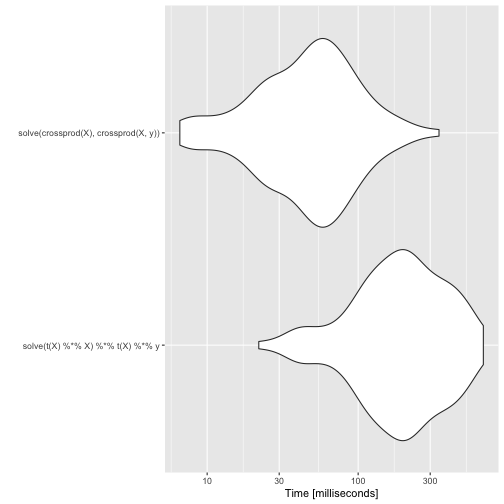 solve(crossprod(X), crossprod(X, y))
solve(t(X) %*% X) %*% t(X) %*% y
10 30 100 300
Time [milliseconds]